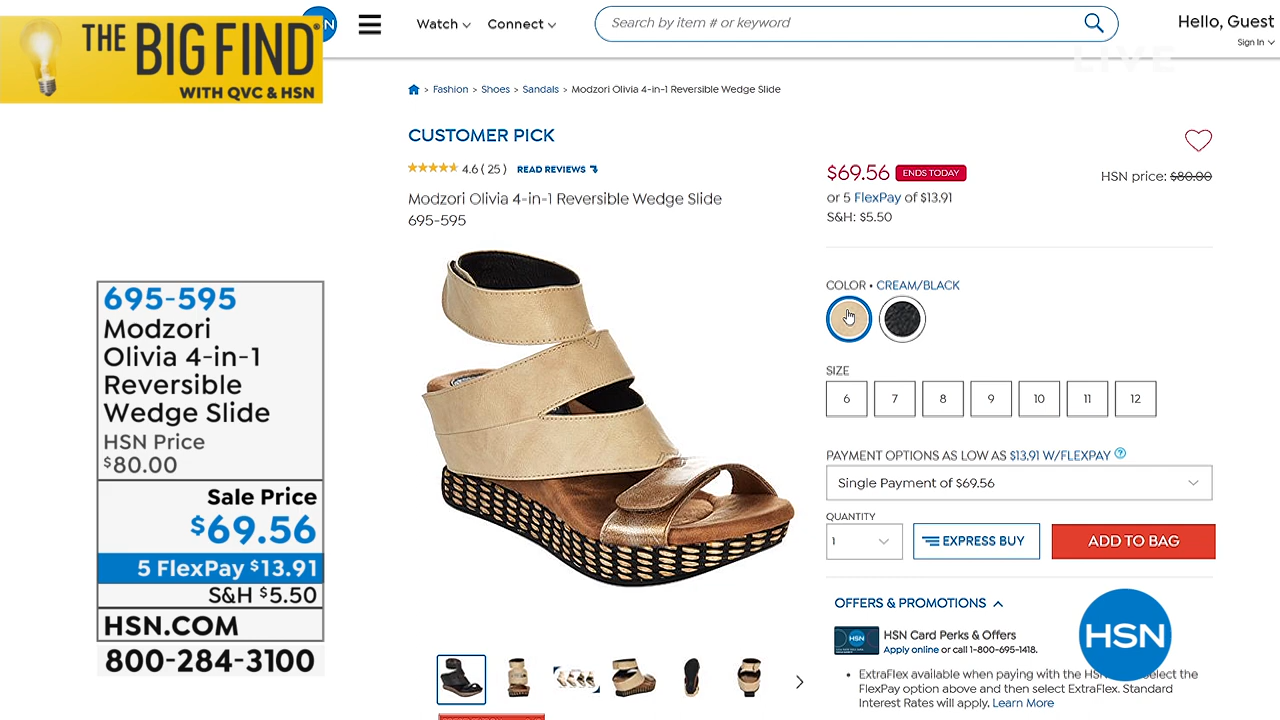 THE BIG FIND®
WITH QVC & HSN
N
Watch
Connect
Search by item # or keyword
Hello, Guest
Sign In
LIVE
> Fashion > Shoes > Sandals > Modzori Olivia 4-in-1 Reversible Wedge Slide
CUSTOMER PICK
4.6 ( 25 ) READ REVIEWS
Modzori Olivia 4-in-1 Reversible Wedge Slide
695-595
$69.56 ENDS TODAY
HSN price: $80.00
or 5 FlexPay of $13.91
S&H: $5.50
COLOR • CREAM/BLACK
SIZE
6 7 8 9 10 11 12
PAYMENT OPTIONS AS LOW AS $13.91 W/FLEXPAY ?
Single Payment of $69.56
QUANTITY
1
EXPRESS BUY
ADD TO BAG
OFFERS & PROMOTIONS
HSN
HSN Card Perks & Offers
Apply online or call 1-800-695-1418.
• ExtraFlex available when paying with the HS
elect the
FlexPay option above and then select ExtraFlex. Standard
Interest Rates will apply. Learn More
HSN
695-595
Modzori
Olivia 4-in-1
Reversible
Wedge Slide
HSN Price
$80.00
Sale Price
$69.56
5 FlexPay $13.91
S&H $5.50
HSN.COM
800-284-3100